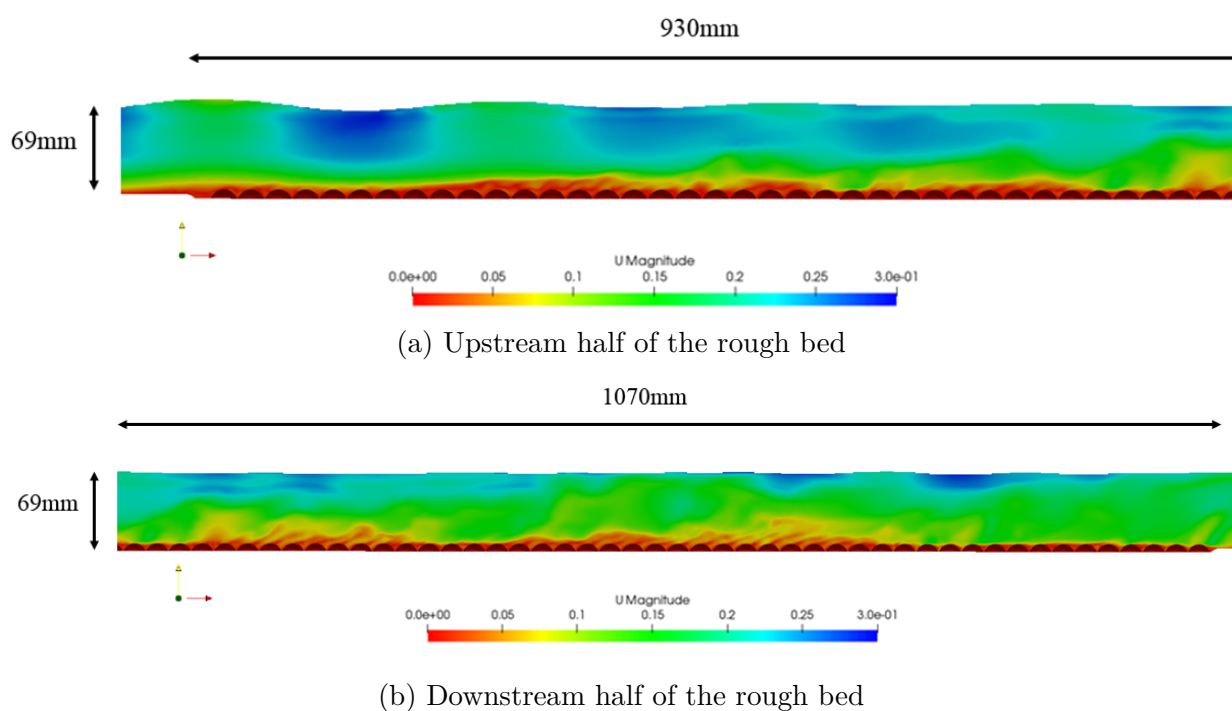 930mm
69mm
U Magnitude
0.0e+00 0.05 0.1 0.15 0.2 0.25 3.0e-01
(a) Upstream half of the rough bed
1070mm
69mm
U Magnitude
0.0e+00 0.05 0.1 0.15 0.2 0.25 3.0e-01
(b) Downstream half of the rough bed